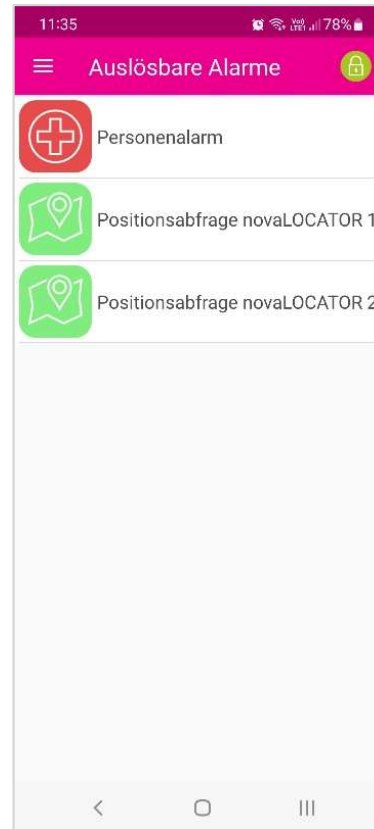 11:35 78%
Auslösbare Alarme
Personenalarm
Positionsabfrage novaLOCATOR 1
Positionsabfrage novaLOCATOR 2